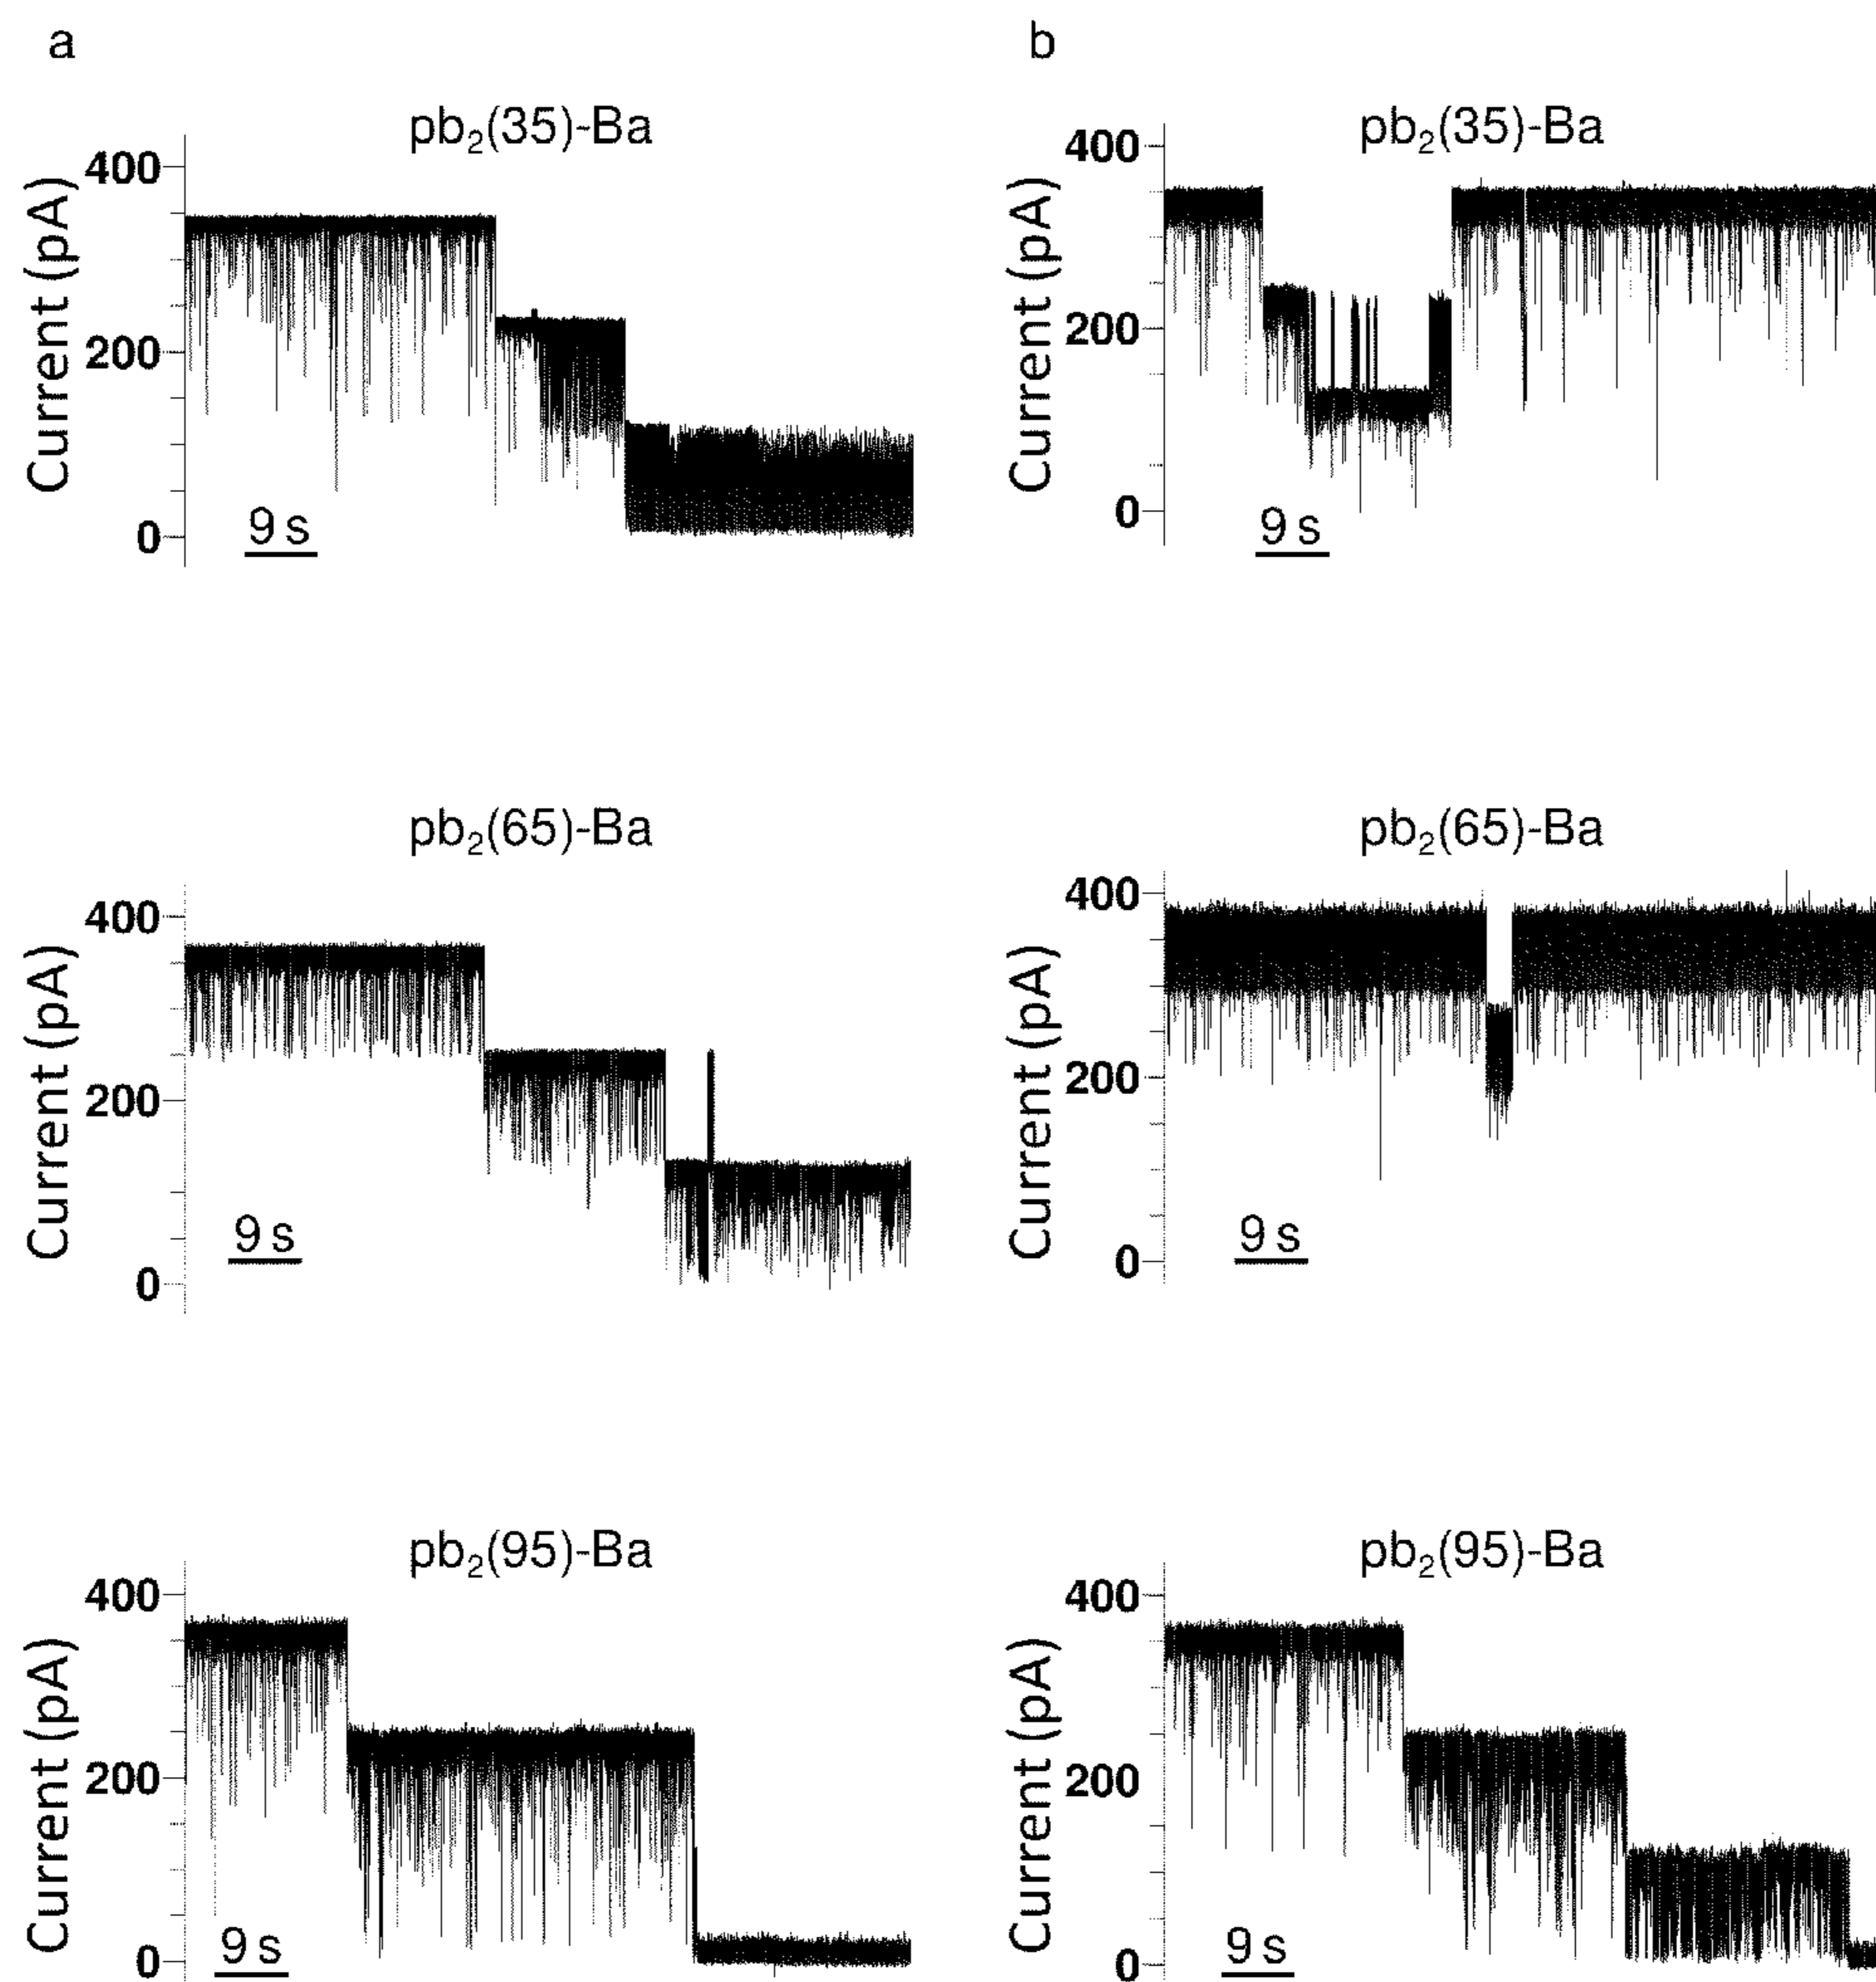 a
pb₂(35)-Ba
Current (pA)
400
200
0
9 s
b
pb₂(35)-Ba
Current (pA)
400
200
0
9 s
pb₂(65)-Ba
Current (pA)
400
200
0
9 s
pb₂(65)-Ba
Current (pA)
400
200
0
9 s
pb₂(95)-Ba
Current (pA)
400
200
0
9 s
pb₂(95)-Ba
Current (pA)
400
200
0
9 s